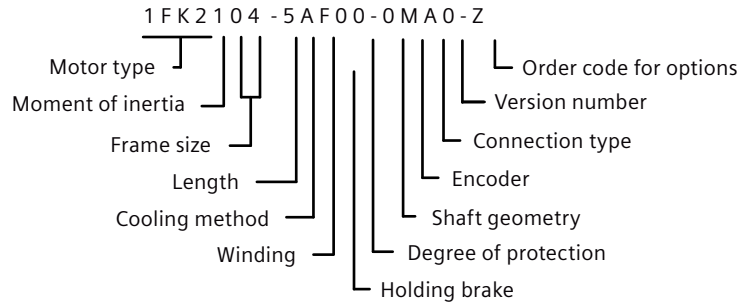 1FK2104-5AF00-0MA0-Z
Motor type
Order code for options
Moment of inertia
Version number
Frame size
Connection type
Length
Encoder
Cooling method
Shaft geometry
Winding
Degree of protection
Holding brake